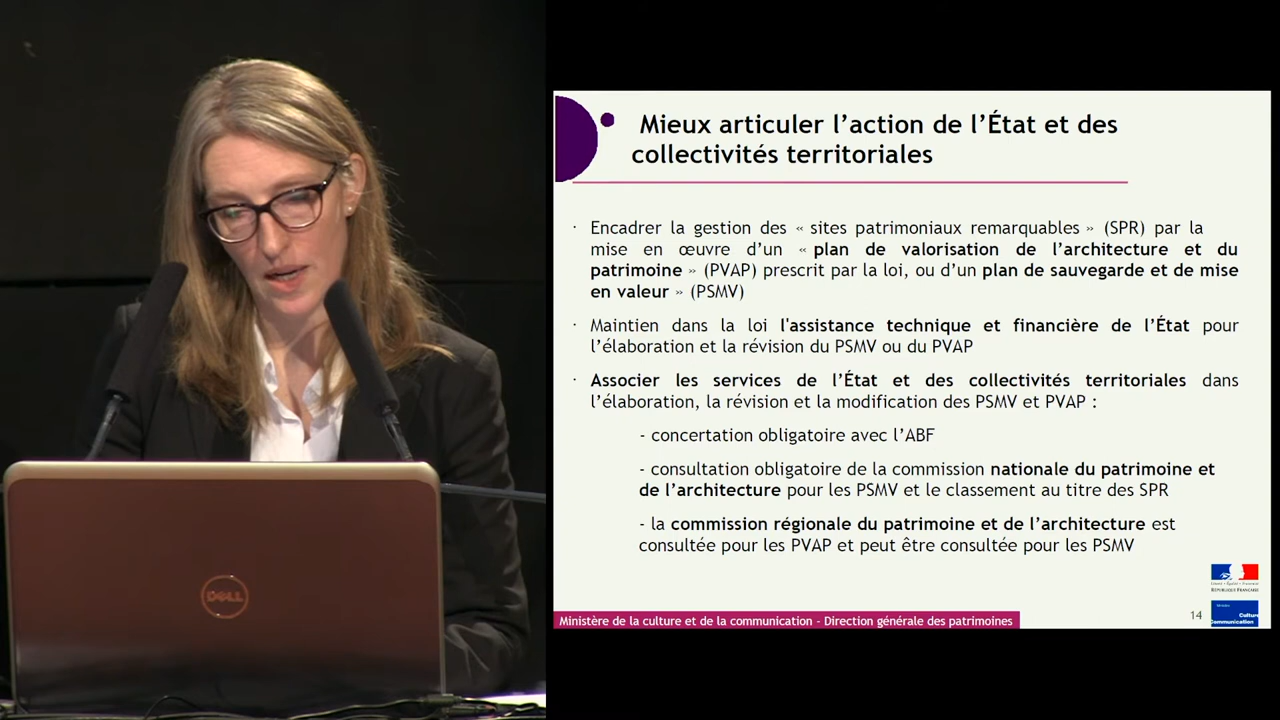 Mieux articuler l’action de l’État et des
collectivités territoriales
· Encadrer la gestion des « sites patrimoniaux remarquables » (SPR) par la
mise en œuvre d’un « plan de valorisation de l’architecture et du
patrimoine » (PVAP) prescrit par la loi, ou d’un plan de sauvegarde et de mise
en valeur » (PSMV)
· Maintien dans la loi l'assistance technique et financière de l’État pour
l’élaboration et la révision du PSMV ou du PVAP
· Associer les services de l’État et des collectivités territoriales dans
l’élaboration, la révision et la modification des PSMV et PVAP :
- concertation obligatoire avec l’ABF
- consultation obligatoire de la commission nationale du patrimoine et
de l’architecture pour les PSMV et le classement au titre des SPR
- la commission régionale du patrimoine et de l’architecture est
consultée pour les PVAP et peut être consultée pour les PSMV
RÉPUBLIQUE FRANÇAISE
14
Culture
Communication
Ministère de la culture et de la communication - Direction générale des patrimoines
DELL